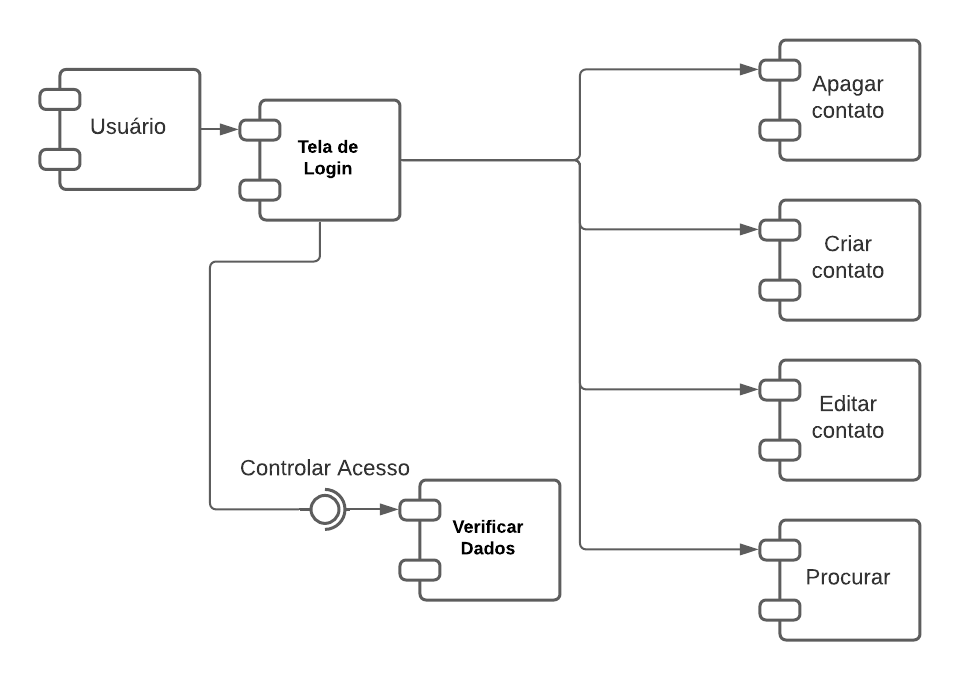 Usuário
Tela de
Login
Apagar
contato
Criar
contato
Editar
contato
Controlar Acesso
Verificar
Dados
Procurar